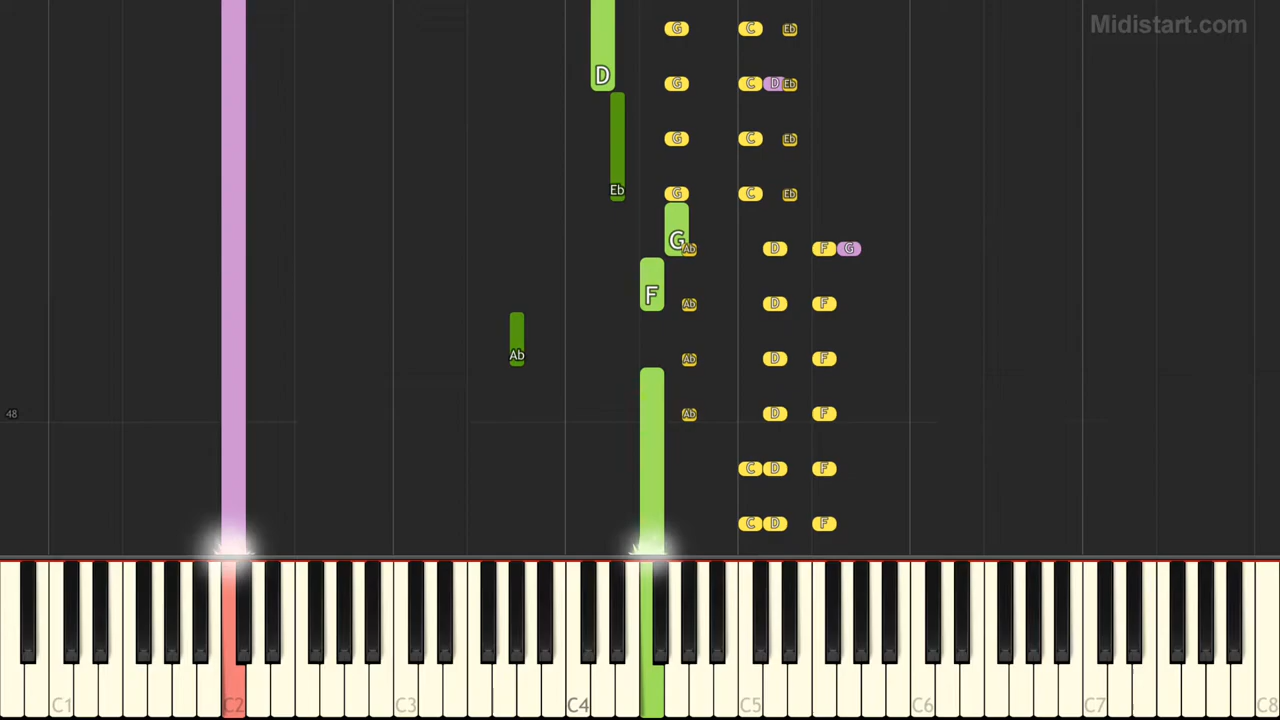 Midistart.com
G C Eb
D
G C D Eb
G C Eb
Eb
G C Eb
G
Ab D F G
F
Ab D F
Ab
Ab D F
48
Ab D F
C D F
C D F
C1 C2 C3 C4 C5 C6 C7 C8